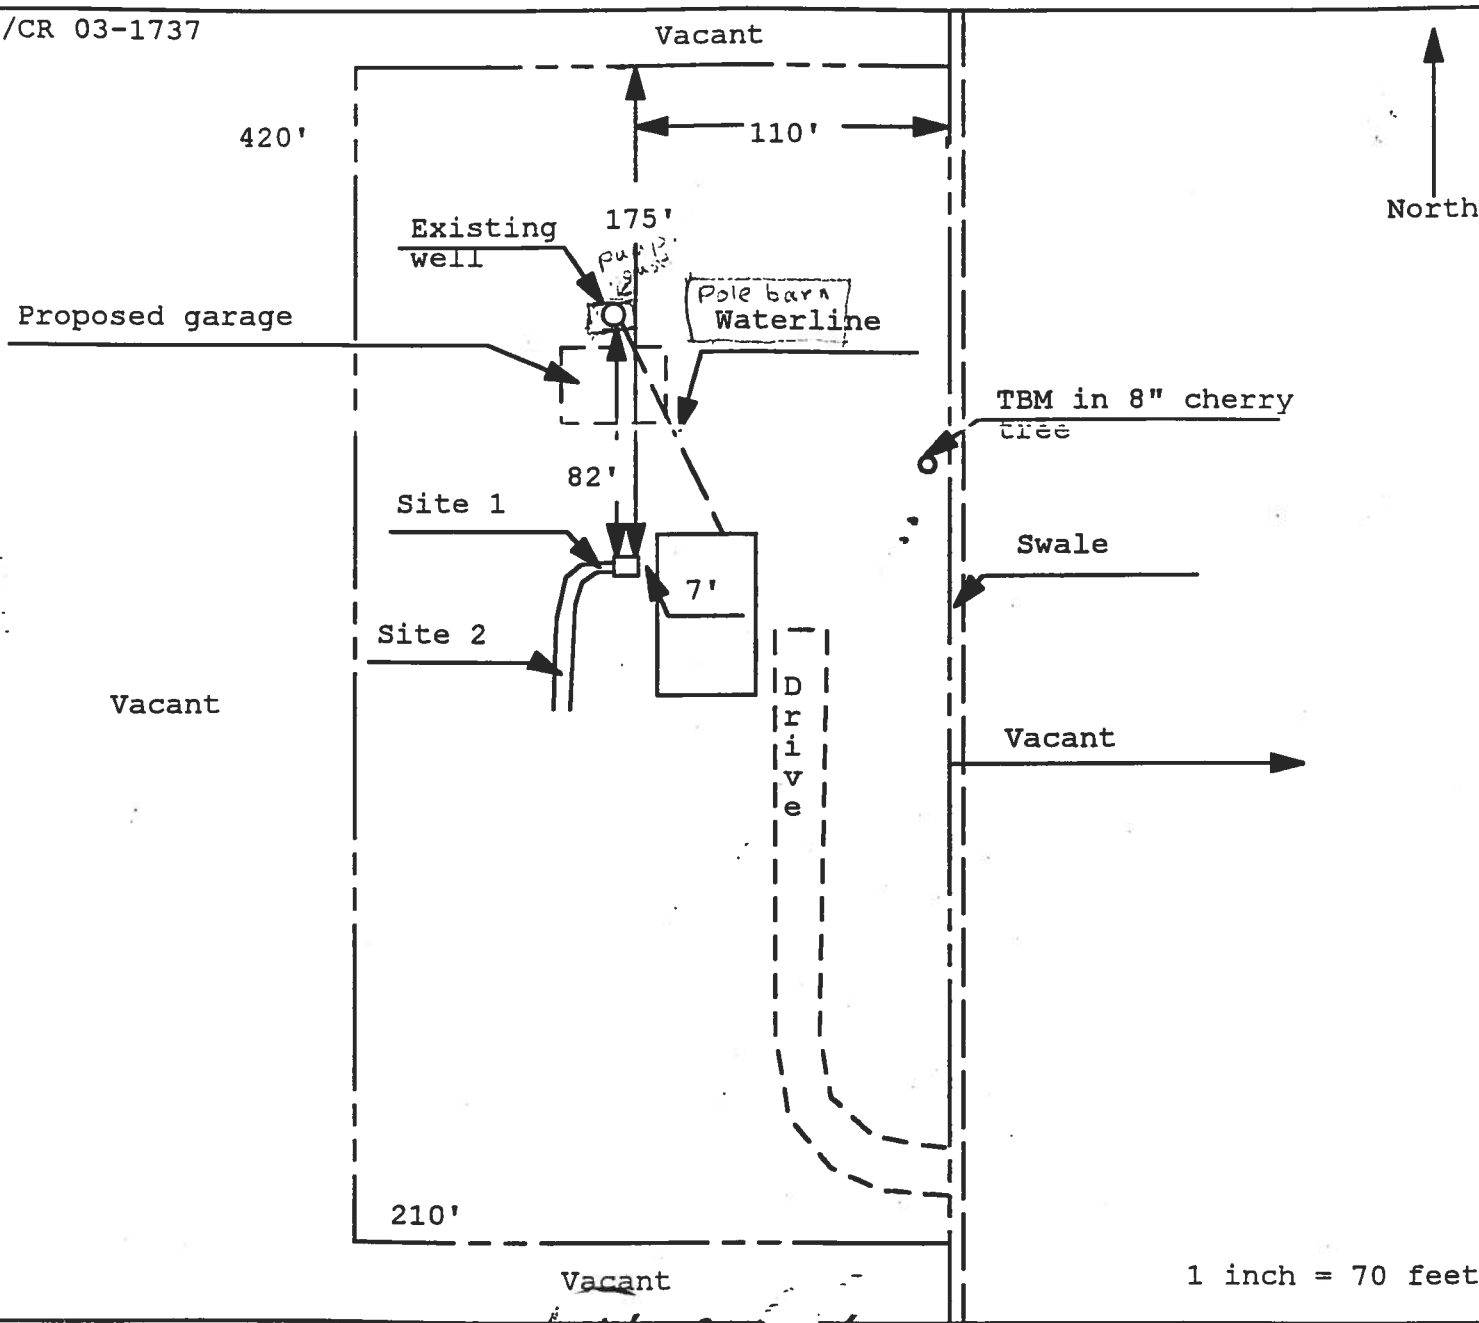 /CR 03-1737
Vacant
420'
110'
North
175'
Existing
well
pump
Pole barn
Proposed garage
Waterline
TBM in 8" cherry
tree
82'
Site 1
Swale
7'
Site 2
Drive
Vacant
Vacant
210'
Vacant
1 inch = 70 feet